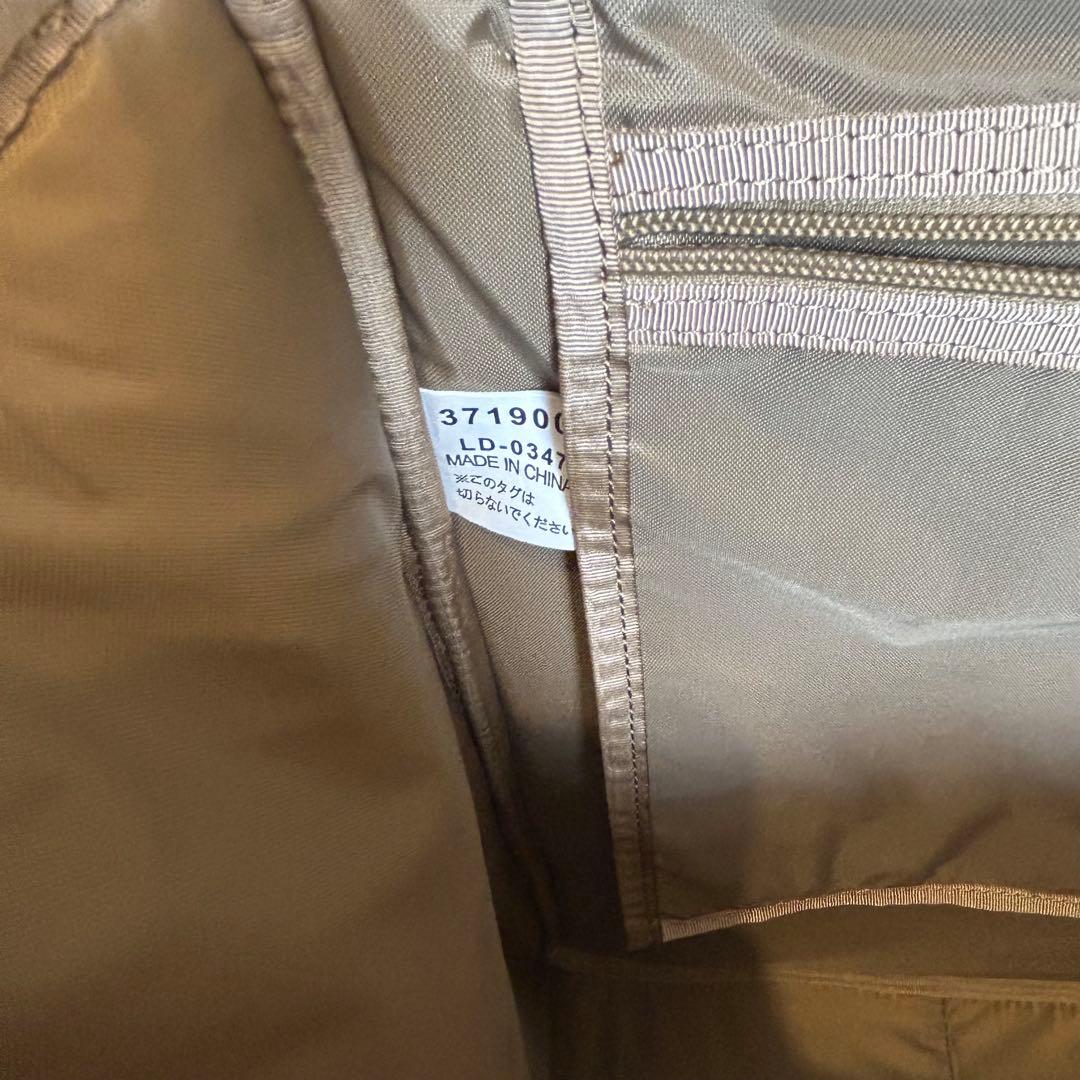 371900
LD-0347
MADE IN CHINA
※このタグは
切らないでください